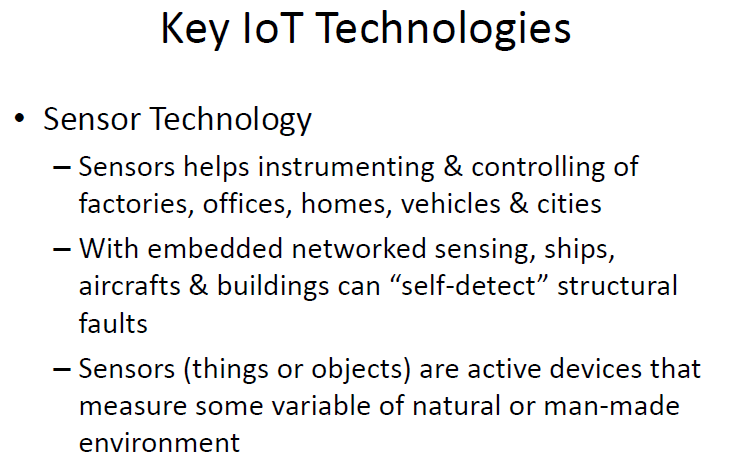 Key IoT Technologies
• Sensor Technology
– Sensors helps instrumenting & controlling of
factories, offices, homes, vehicles & cities
– With embedded networked sensing, ships,
aircrafts & buildings can “self-detect” structural
faults
– Sensors (things or objects) are active devices that
measure some variable of natural or man-made
environment